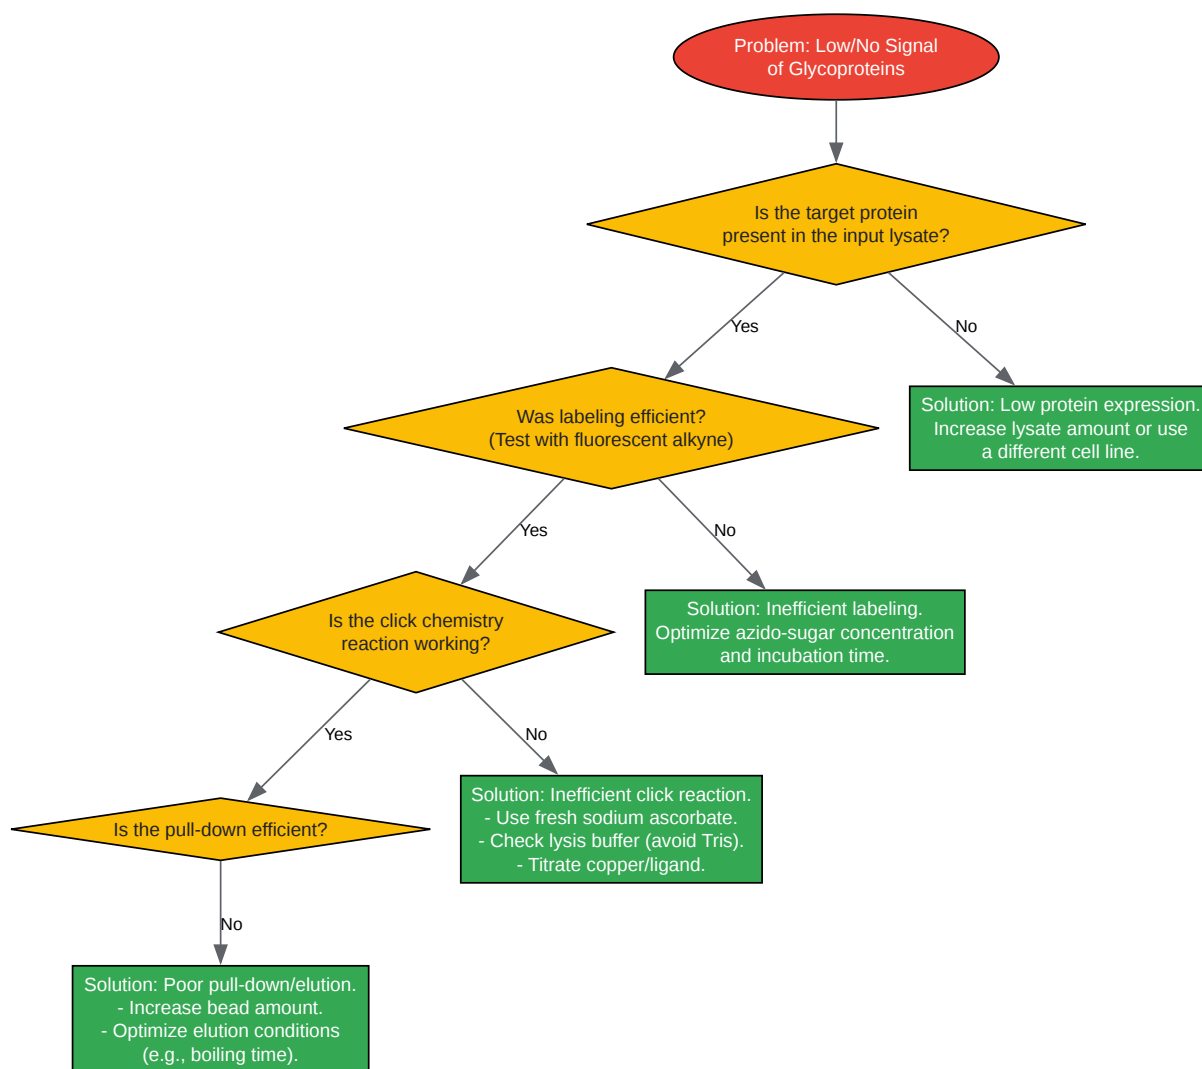 Problem: Low/No Signal
of Glycoproteins
Is the target protein
present in the input lysate?
Yes
No
Was labeling efficient?
(Test with fluorescent alkyne)
Solution: Low protein expression.
Increase lysate amount or use
a different cell line.
Yes
No
Is the click chemistry
reaction working?
Solution: Inefficient labeling.
Optimize azido-sugar concentration
and incubation time.
Yes
No
Is the pull-down efficient?
Solution: Inefficient click reaction.
- Use fresh sodium ascorbate.
- Check lysis buffer (avoid Tris).
- Titrate copper/ligand.
No
Solution: Poor pull-down/elution.
- Increase bead amount.
- Optimize elution conditions
(e.g., boiling time).